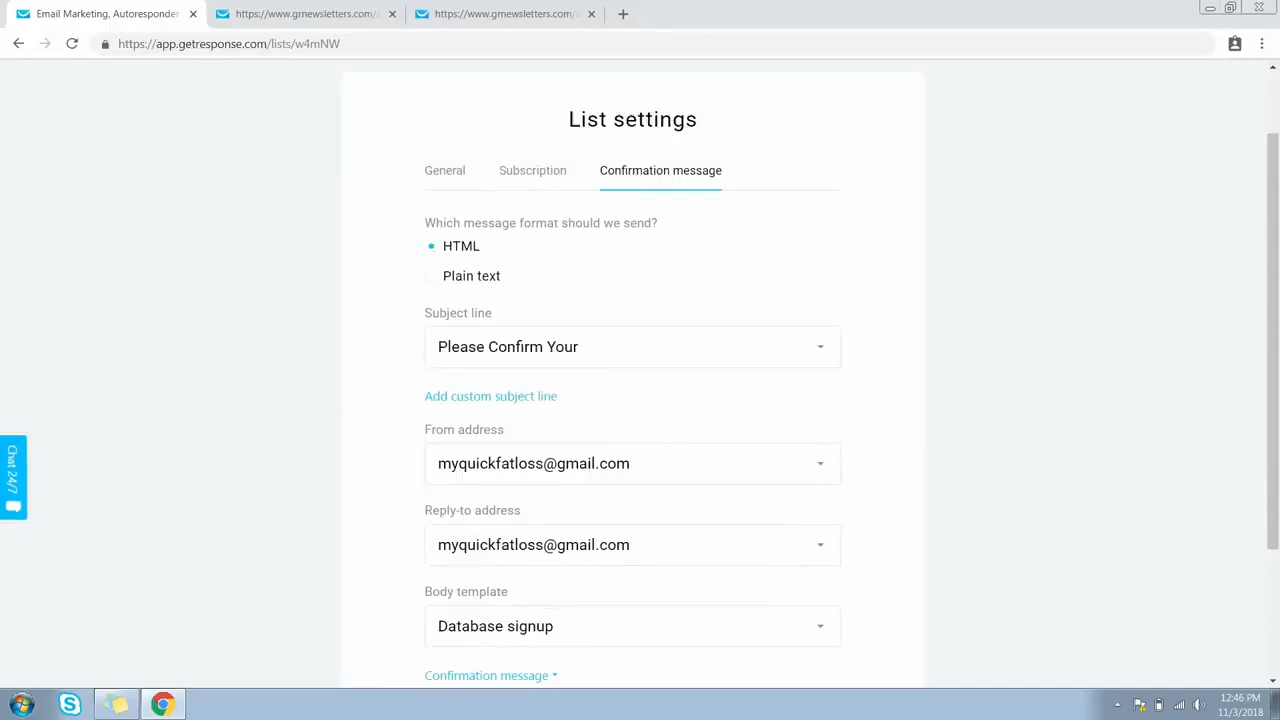 Email Marketing, Autoresponder
https://www.grnewsletters.com/a
https://www.grnewsletters.com/a
https://app.getresponse.com/lists/w4mNW
List settings
General Subscription Confirmation message
Which message format should we send?
HTML
Plain text
Subject line
Please Confirm Your
Add custom subject line
From address
myquickfatloss@gmail.com
Reply-to address
myquickfatloss@gmail.com
Body template
Database signup
Confirmation message
Chat 24/7
12:46 PM
11/3/2018